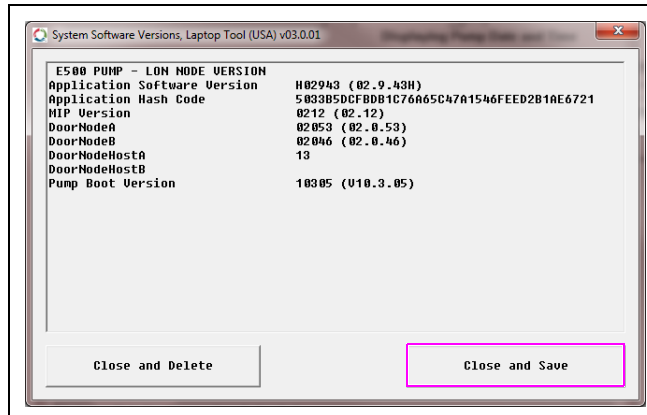 System Software Versions, Laptop Tool (USA) v03.0.01
E500 PUMP - LON NODE VERSION
Application Software Version H02943 (02.9.43H)
Application Hash Code 5033B5DCFBDB1C76A65C47A1546FEED2B1AE6721
MIP Version 0212 (02.12)
DoorNodeA 02053 (02.0.53)
DoorNodeB 02046 (02.0.46)
DoorNodeHostA 13
DoorNodeHostB
Pump Boot Version 10305 (V10.3.05)
Close and Delete Close and Save